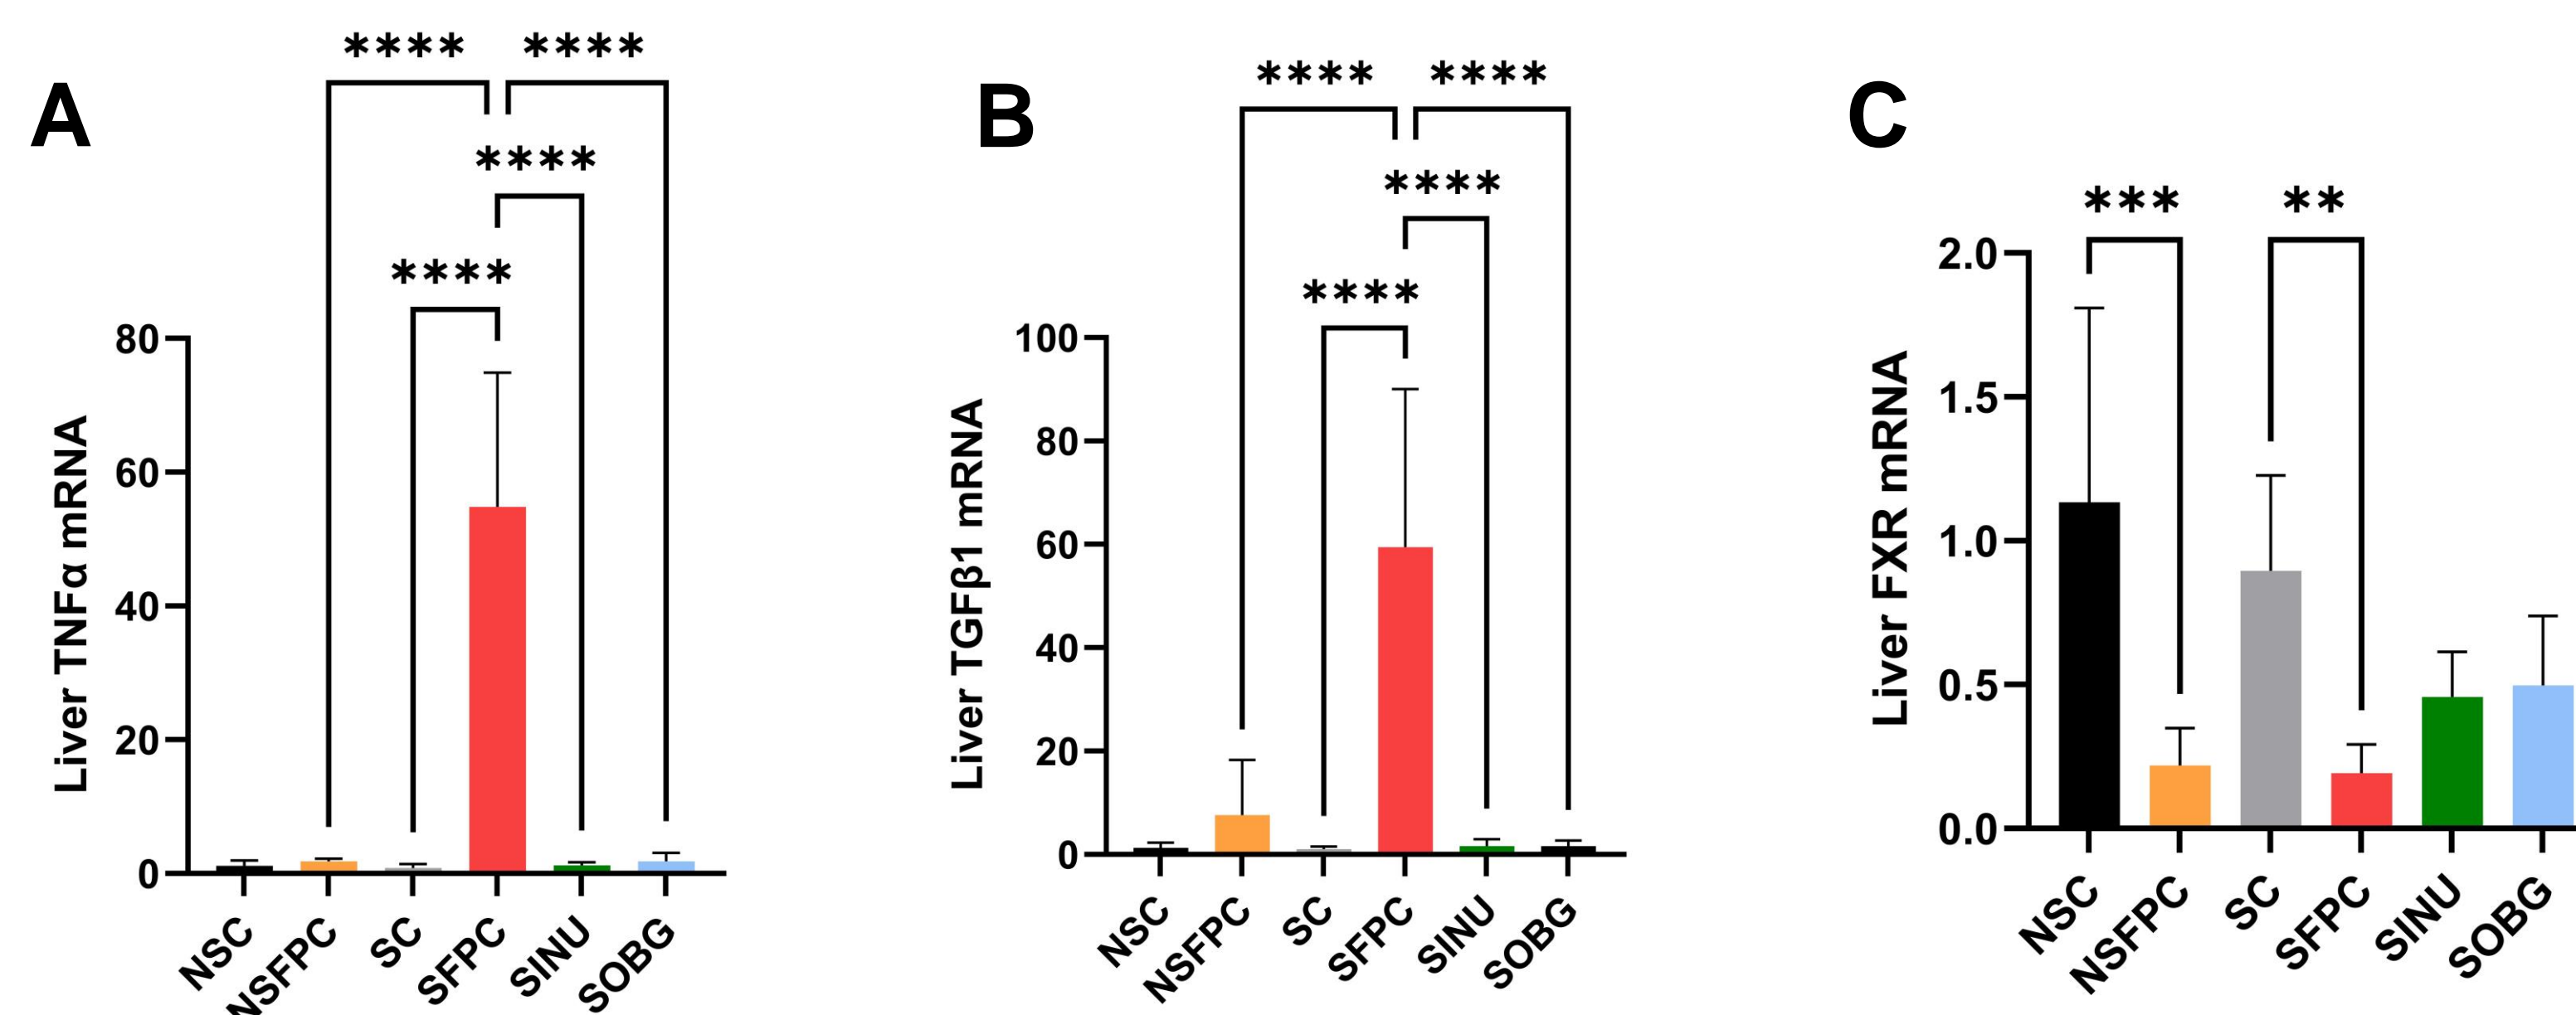 A
**** ****
****
****
Liver TNFα mRNA
80
60
40
20
0
NSC NSFPC SC SFPC SINU SOBG
B
**** ****
****
****
Liver TGFβ1 mRNA
100
80
60
40
20
0
NSC NSFPC SC SFPC SINU SOBG
C
*** **
Liver FXR mRNA
2.0
1.5
1.0
0.5
0.0
NSC NSFPC SC SFPC SINU SOBG